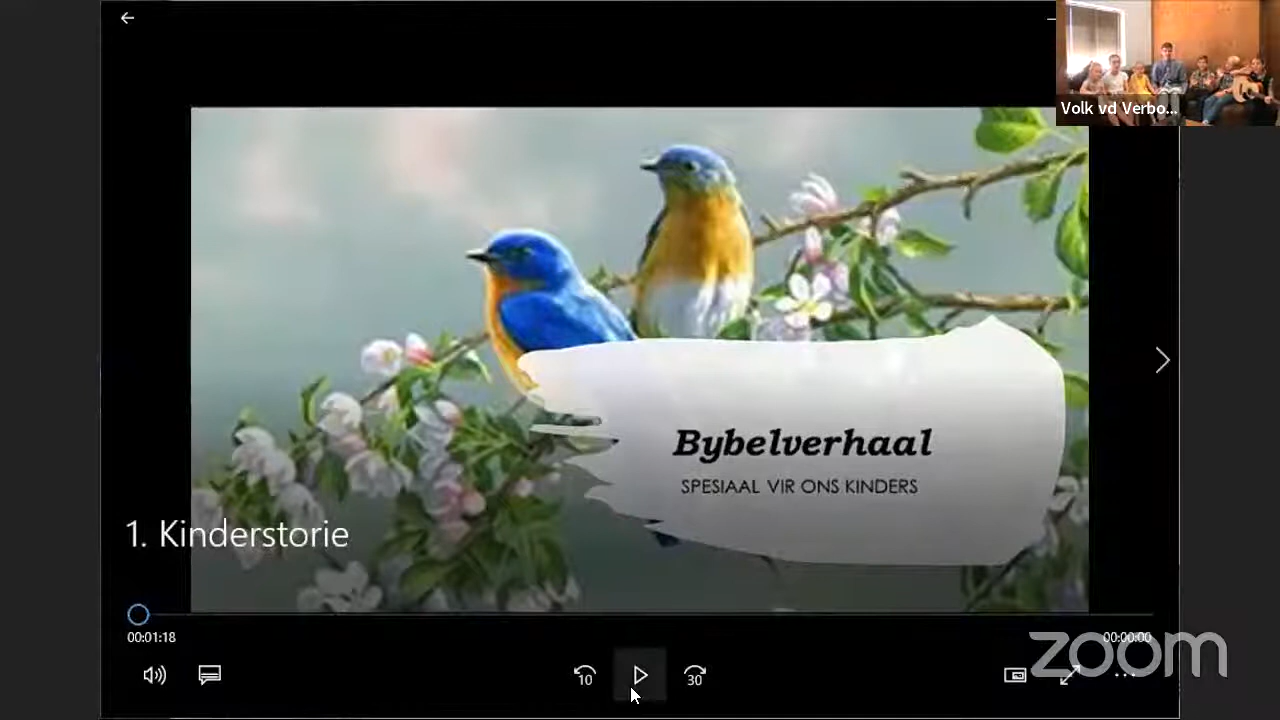 Volk vd Verbo...
Bybelverhaal
SPESIAAL VIR ONS KINDERS
1. Kinderstorie
00:01:18
00:00:00
10
30
zoom